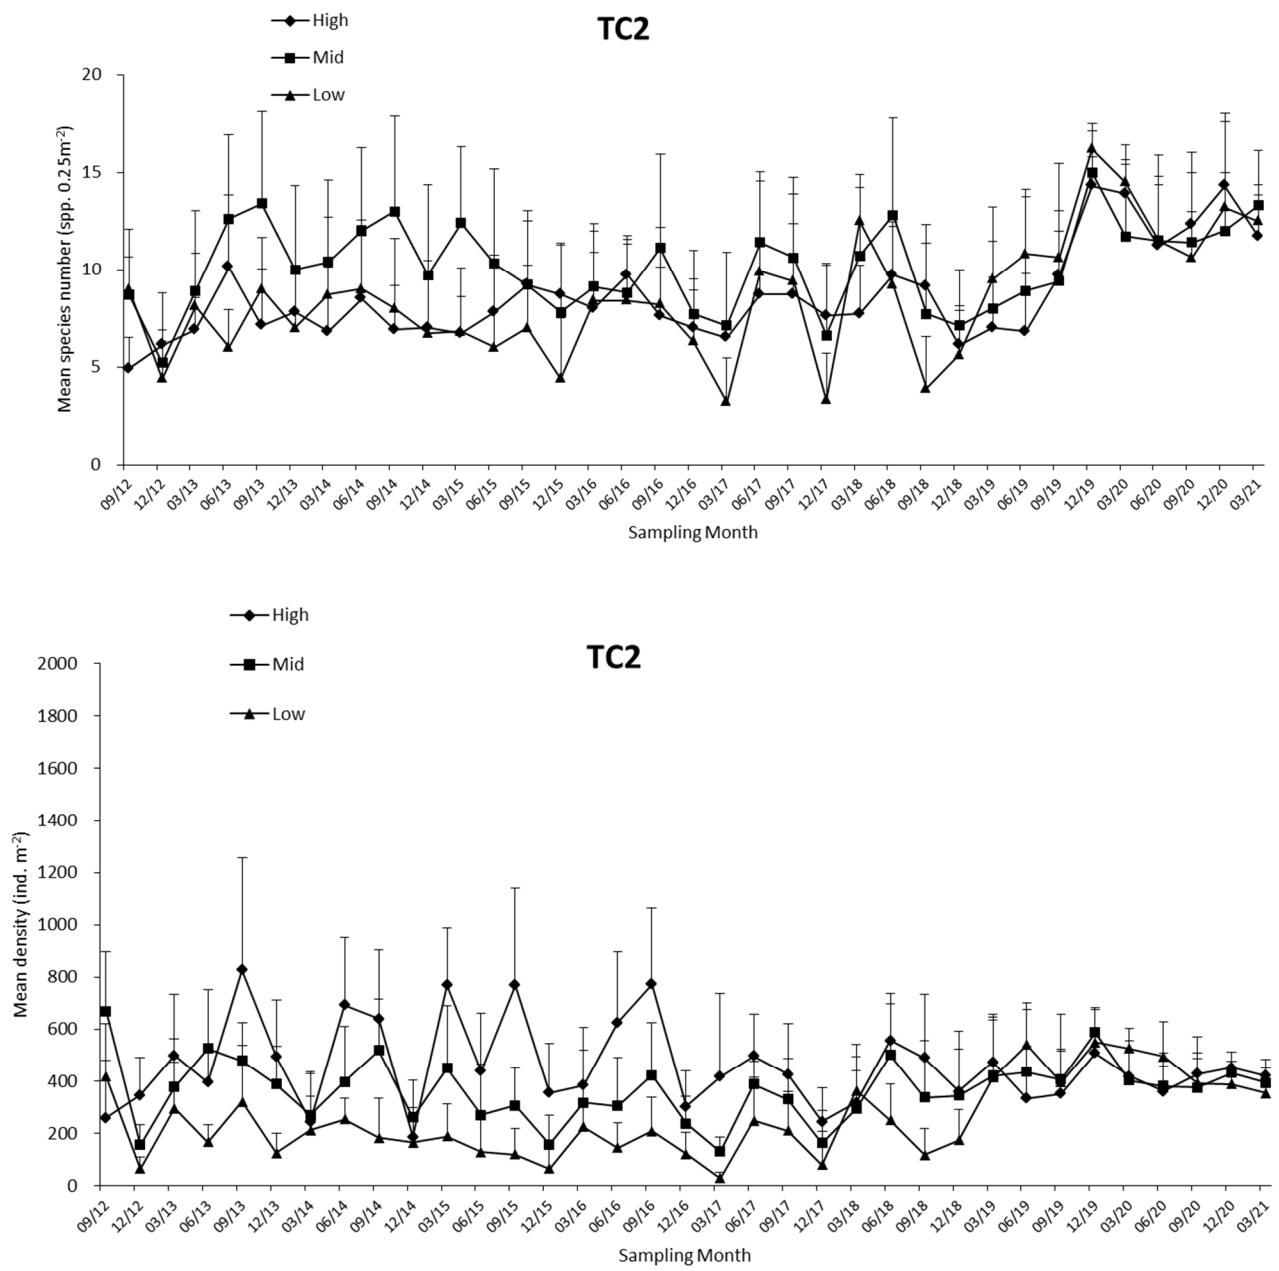 TC2
High
Mid
Low
Mean species number (spp. 0.25m-2)
20
15
10
5
0
09/12 12/12 03/13 06/13 09/13 12/13 03/14 06/14 09/14 12/14 03/15 06/15 09/15 12/15 03/16 06/16 09/16 12/16 03/17 06/17 09/17 12/17 03/18 06/18 09/18 12/18 03/19 06/19 09/19 12/19 03/20 06/20 09/20 12/20 03/21
Sampling Month
High
TC2
Mid
Low
Mean density (ind. m-2)
2000
1800
1600
1400
1200
1000
800
600
400
200
0
09/12 12/12 03/13 06/13 09/13 12/13 03/14 06/14 09/14 12/14 03/15 06/15 09/15 12/15 03/16 06/16 09/16 12/16 03/17 06/17 09/17 12/17 03/18 06/18 09/18 12/18 03/19 06/19 09/19 12/19 03/20 06/20 09/20 12/20 03/21
Sampling Month